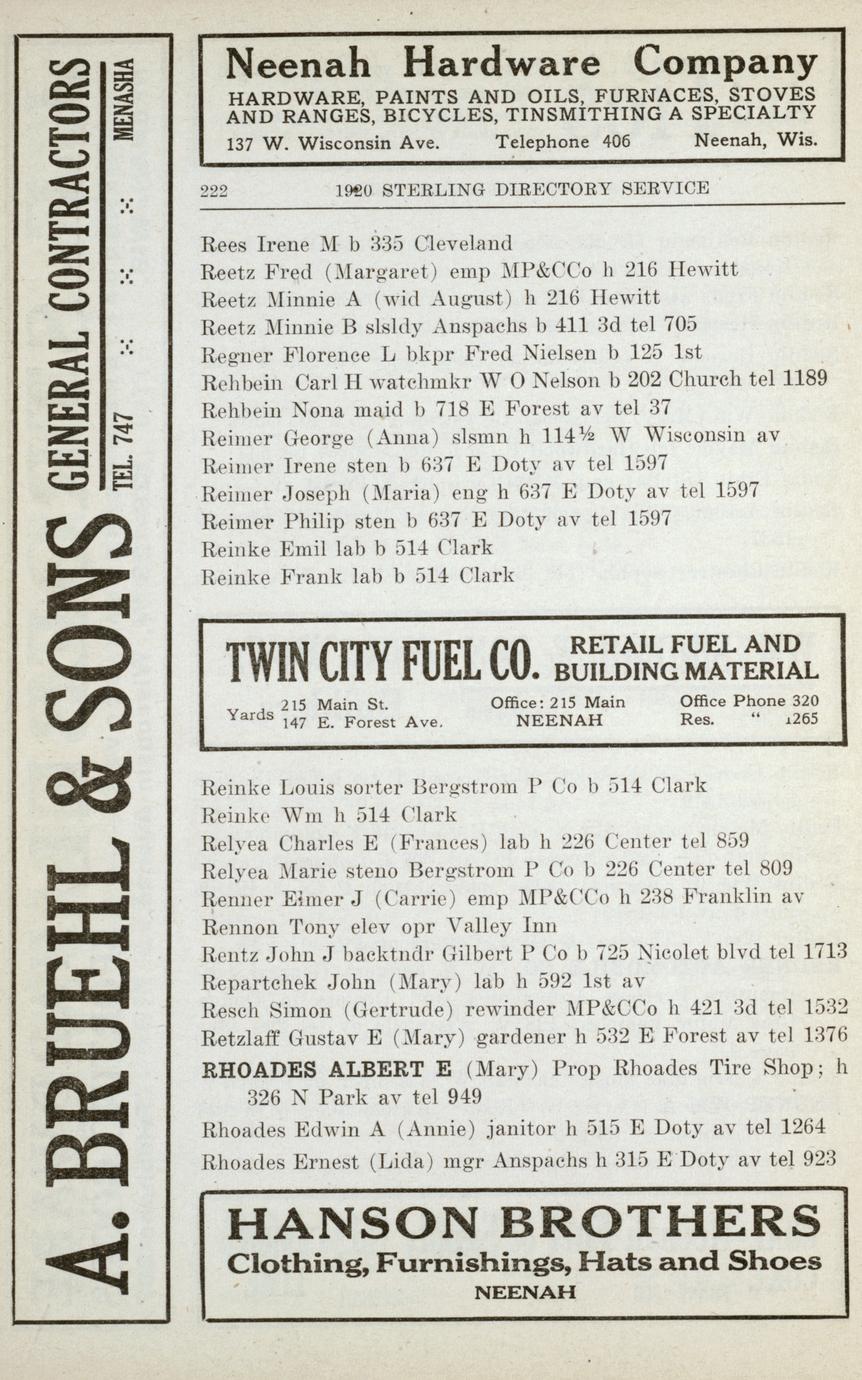 A. BRUEHL & SONS GENERAL CONTRACTORS
TEL. 747 MENASHA
Neenah Hardware Company
HARDWARE, PAINTS AND OILS, FURNACES, STOVES
AND RANGES, BICYCLES, TINSMITHING A SPECIALTY
137 W. Wisconsin Ave. Telephone 406 Neenah, Wis.
222 1920 STERLING DIRECTORY SERVICE
Rees Irene M b 335 Cleveland
Reetz Fred (Margaret) emp MP&CCo h 216 Hewitt
Reetz Minnie A (wid August) h 216 Hewitt
Reetz Minnie B slsldy Anspachs b 411 3d tel 705
Regner Florence L bkpr Fred Nielsen b 125 1st
Rehbein Carl H watchmkr W O Nelson b 202 Church tel 1189
Rehbein Nona maid b 718 E Forest av tel 37
Reimer George (Anna) slsmn h 114½ W Wisconsin av
Reimer Irene sten b 637 E Doty av tel 1597
Reimer Joseph (Maria) eng h 637 E Doty av tel 1597
Reimer Philip sten b 637 E Doty av tel 1597
Reinke Emil lab b 514 Clark
Reinke Frank lab b 514 Clark
TWIN CITY FUEL CO. RETAIL FUEL AND
BUILDING MATERIAL
Yards 215 Main St. Office: 215 Main Office Phone 320
147 E. Forest Ave. NEENAH Res. “ 1265
Reinke Louis sorter Bergstrom P Co b 514 Clark
Reinke Wm h 514 Clark
Relyea Charles E (Frances) lab h 226 Center tel 859
Relyea Marie steno Bergstrom P Co b 226 Center tel 809
Renner Elmer J (Carrie) emp MP&CCo h 238 Franklin av
Rennon Tony elev opr Valley Inn
Rentz John J backtndr Gilbert P Co b 725 Nicolet blvd tel 1713
Repartchek John (Mary) lab h 592 1st av
Resch Simon (Gertrude) rewinder MP&CCo h 421 3d tel 1532
Retzlaff Gustav E (Mary) gardener h 532 E Forest av tel 1376
RHOADES ALBERT E (Mary) Prop Rhoades Tire Shop; h
326 N Park av tel 949
Rhoades Edwin A (Annie) janitor h 515 E Doty av tel 1264
Rhoades Ernest (Lida) mgr Anspachs h 315 E Doty av tel 923
HANSON BROTHERS
Clothing, Furnishings, Hats and Shoes
NEENAH